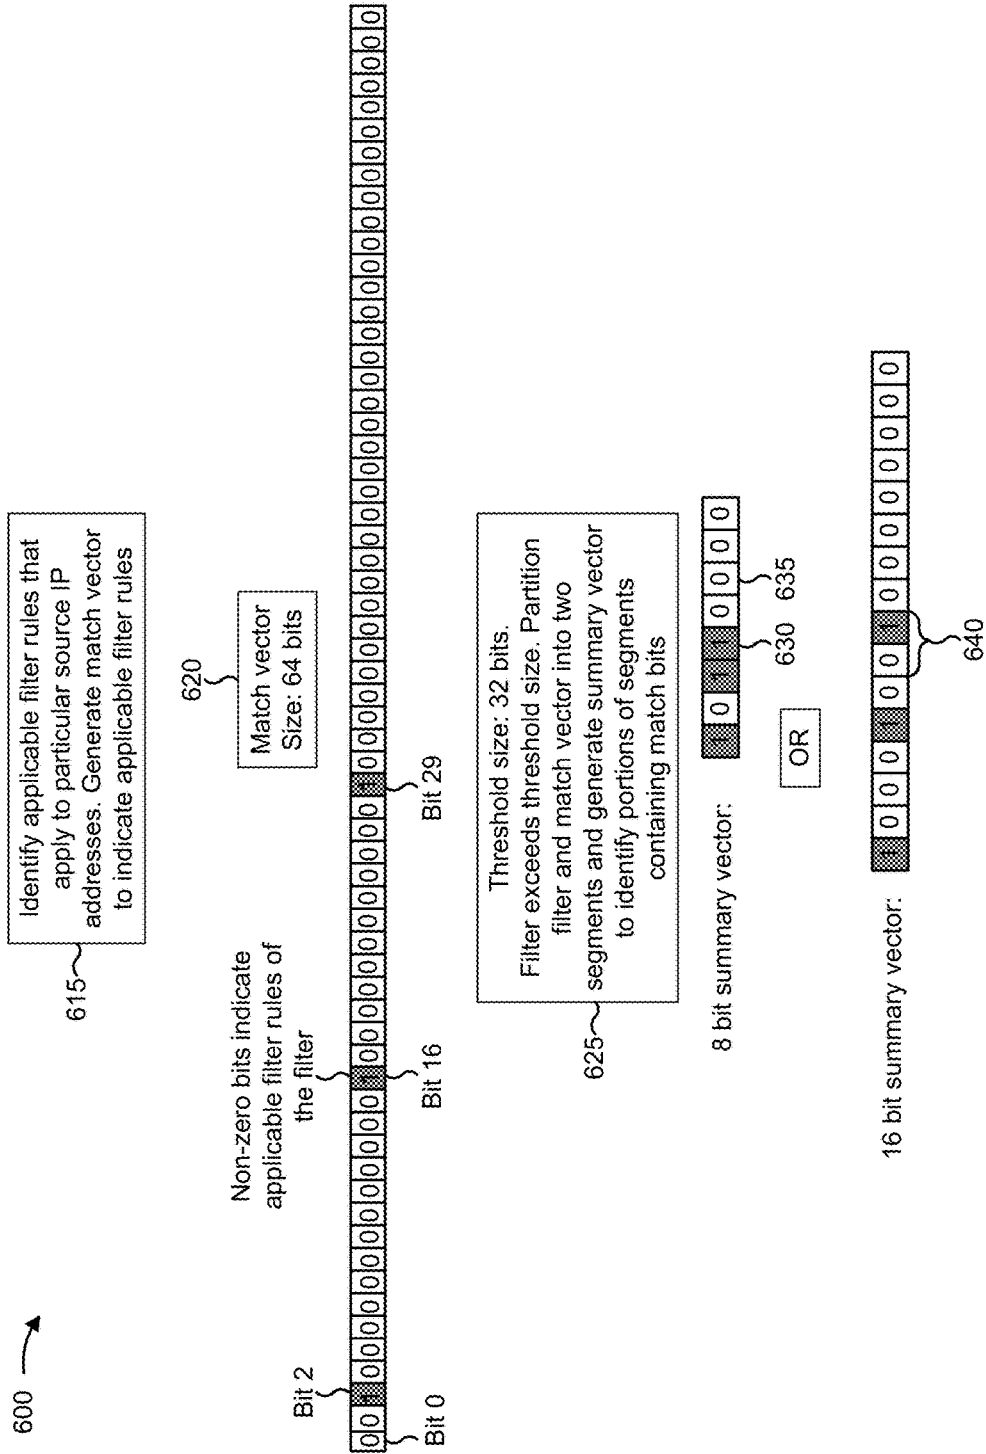 600
615
Identify applicable filter rules that
apply to particular source IP
addresses. Generate match vector
to indicate applicable filter rules
620
Match vector
Size: 64 bits
Non-zero bits indicate
applicable filter rules of
the filter
Bit 2
0 0 1 0 0 0 0 0 0 0 0 0 0 0 0 0 1 0 0 0 0 0 0 0 0 0 0 0 0 1 0 0 0 0 0 0 0 0 0 0 0 0 0 0 0 0 0 0 0 0 0 0 0 0 0 0 0 0 0 0 0 0 0 0
Bit 0
Bit 16
Bit 29
625
Threshold size: 32 bits.
Filter exceeds threshold size. Partition
filter and match vector into two
segments and generate summary vector
to identify portions of segments
containing match bits
8 bit summary vector:
1 0 1 1 0 0 0 0
630
635
OR
16 bit summary vector:
1 0 0 0 1 0 0 1 0 0 0 0 0 0 0 0
640